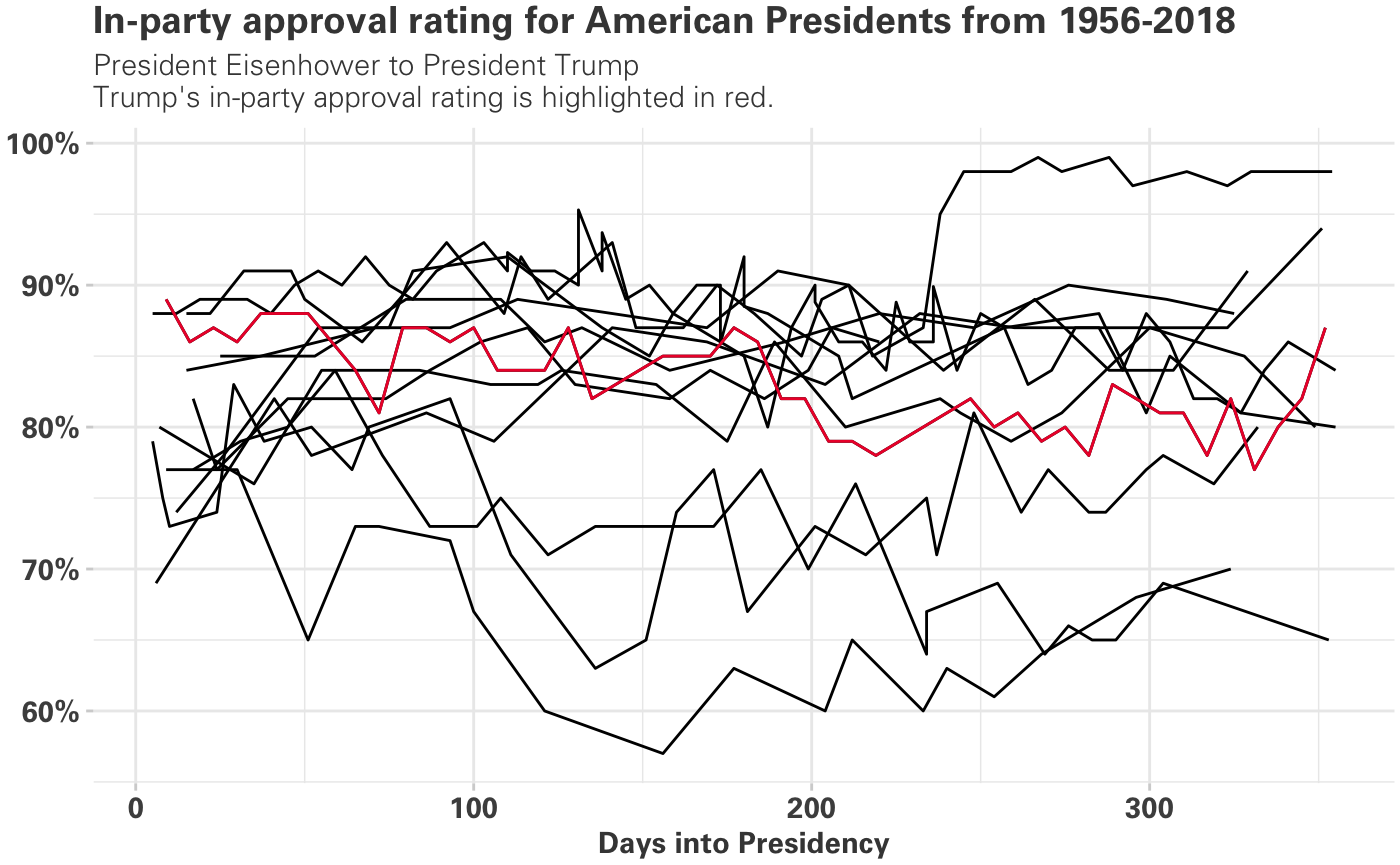 In-party approval rating for American Presidents from 1956-2018
President Eisenhower to President Trump
Trump's in-party approval rating is highlighted in red.
100%
90%
80%
70%
60%
0 100 200 300
Days into Presidency